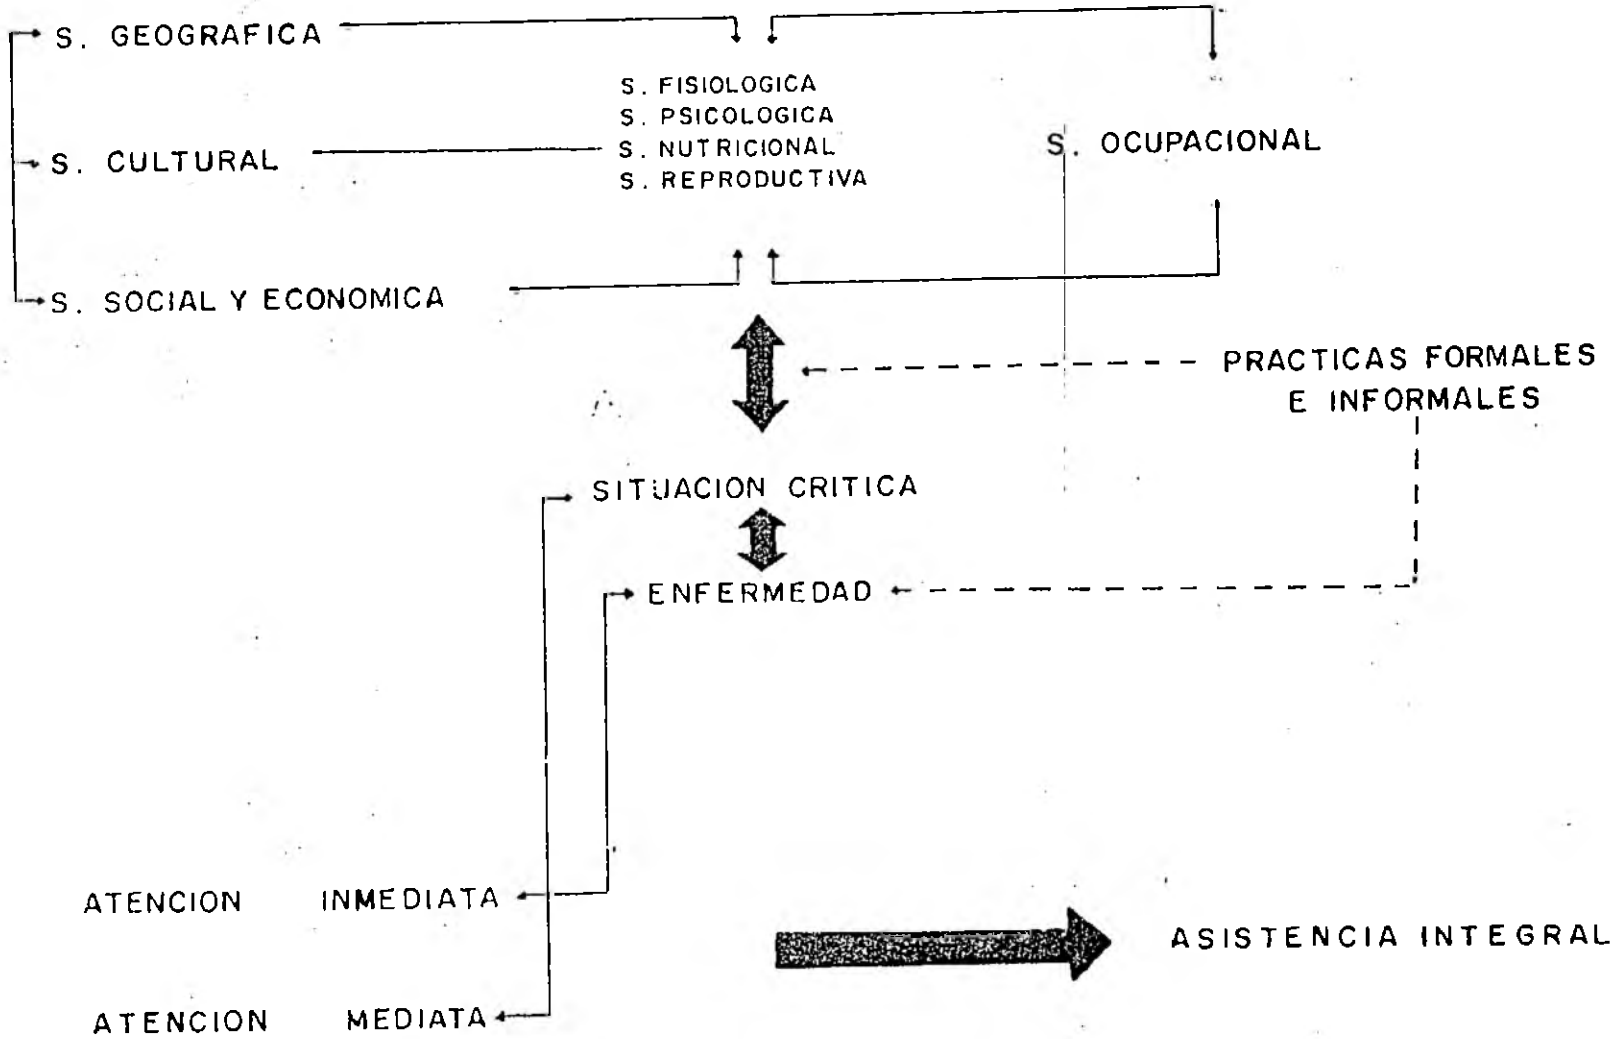 S. GEOGRAFICA
S. FISIOLOGICA
S. PSICOLOGICA
S. NUTRICIONAL
S. REPRODUCTIVA
S. CULTURAL
S. OCUPACIONAL
S. SOCIAL Y ECONOMICA
PRACTICAS FORMALES
E INFORMALES
SITUACION CRITICA
ENFERMEDAD
ATENCION INMEDIATA
ASISTENCIA INTEGRAL
ATENCION MEDIATA